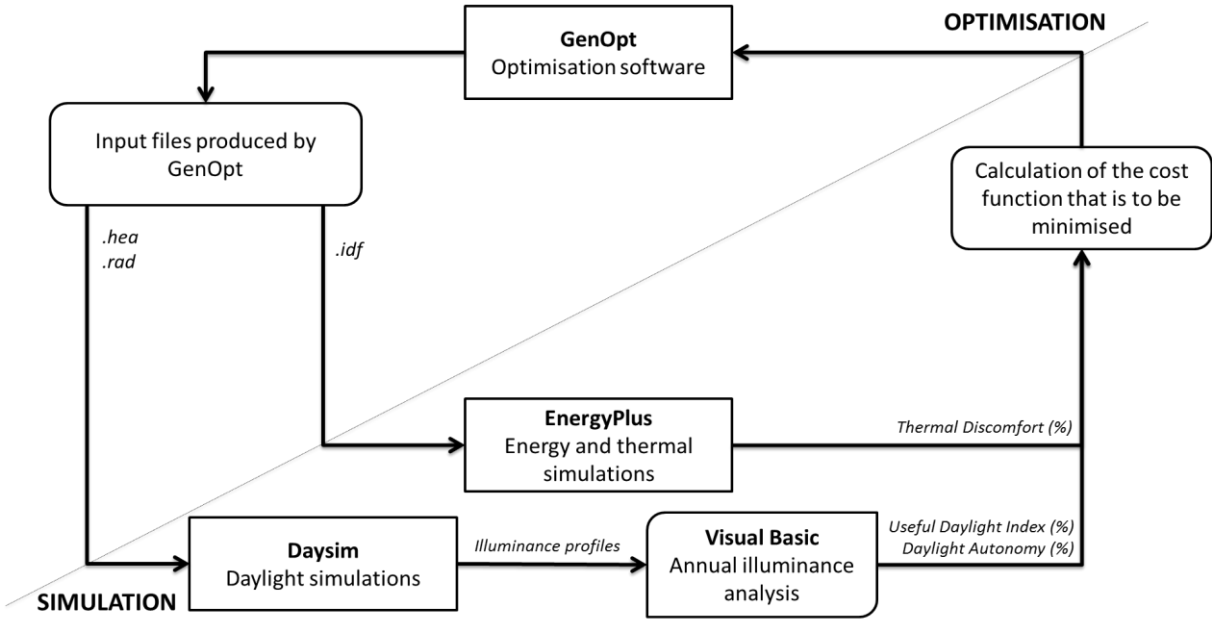 OPTIMISATION
GenOpt
Optimisation software
Input files produced by
GenOpt
Calculation of the cost
function that is to be
minimised
.hea
.rad
.idf
EnergyPlus
Energy and thermal
simulations
Thermal Discomfort (%)
Daysim
Daylight simulations
Illuminance profiles
Visual Basic
Annual illuminance
analysis
Useful Daylight Index (%)
Daylight Autonomy (%)
SIMULATION